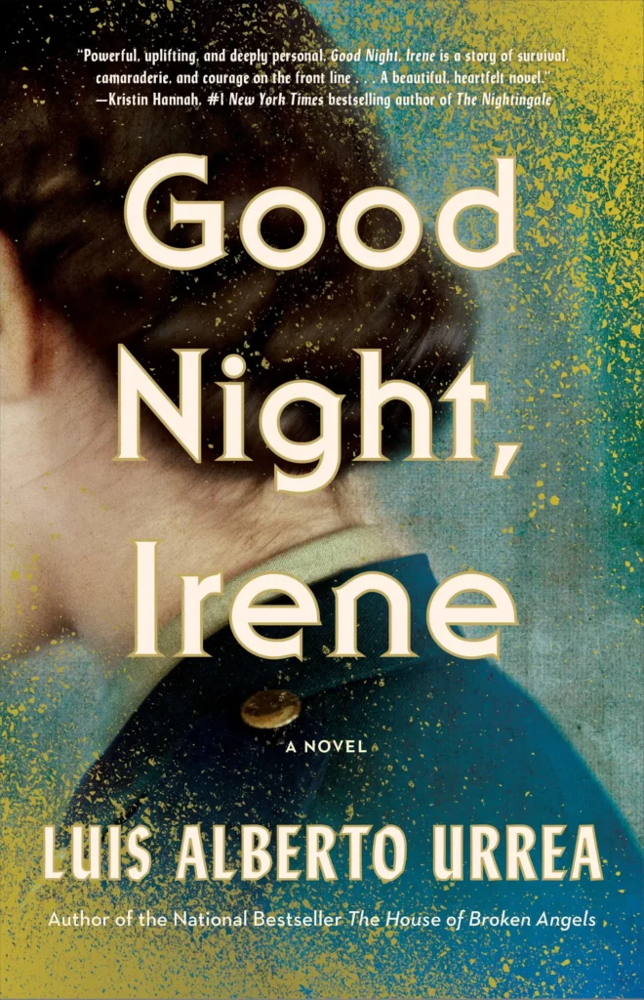 “Powerful, uplifting, and deeply personal, Good Night, Irene is a story of survival,
camaraderie, and courage on the front line . . . A beautiful, heartfelt novel.”
—Kristin Hannah, #1 New York Times bestselling author of The Nightingale
Good
Night,
Irene
A NOVEL
LUIS ALBERTO URREA
Author of the National Bestseller The House of Broken Angels